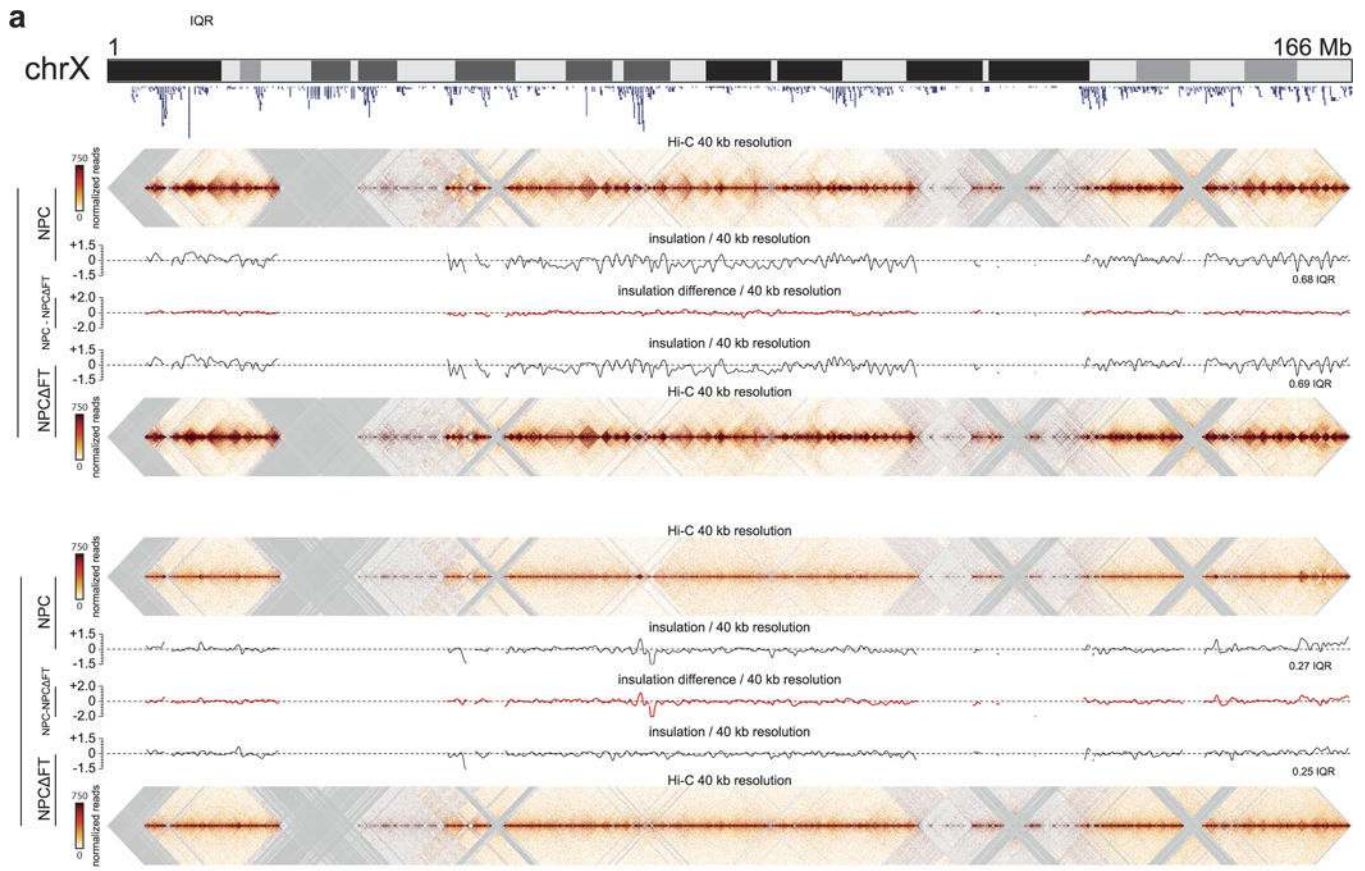 a
IQR
1
166 Mb
chrX
Hi-C 40 kb resolution
750
0
normalized reads
NPC
insulation / 40 kb resolution
+1.5
0
-1.5
0.68 IQR
insulation difference / 40 kb resolution
+2.0
0
-2.0
NPC - NPCΔFT
insulation / 40 kb resolution
+1.5
0
-1.5
0.69 IQR
NPCΔFT
Hi-C 40 kb resolution
750
0
normalized reads
Hi-C 40 kb resolution
750
0
normalized reads
NPC
insulation / 40 kb resolution
+1.5
0
-1.5
0.27 IQR
insulation difference / 40 kb resolution
+2.0
0
-2.0
NPC-NPCΔFT
insulation / 40 kb resolution
+1.5
0
-1.5
0.25 IQR
NPCΔFT
Hi-C 40 kb resolution
750
0
normalized reads